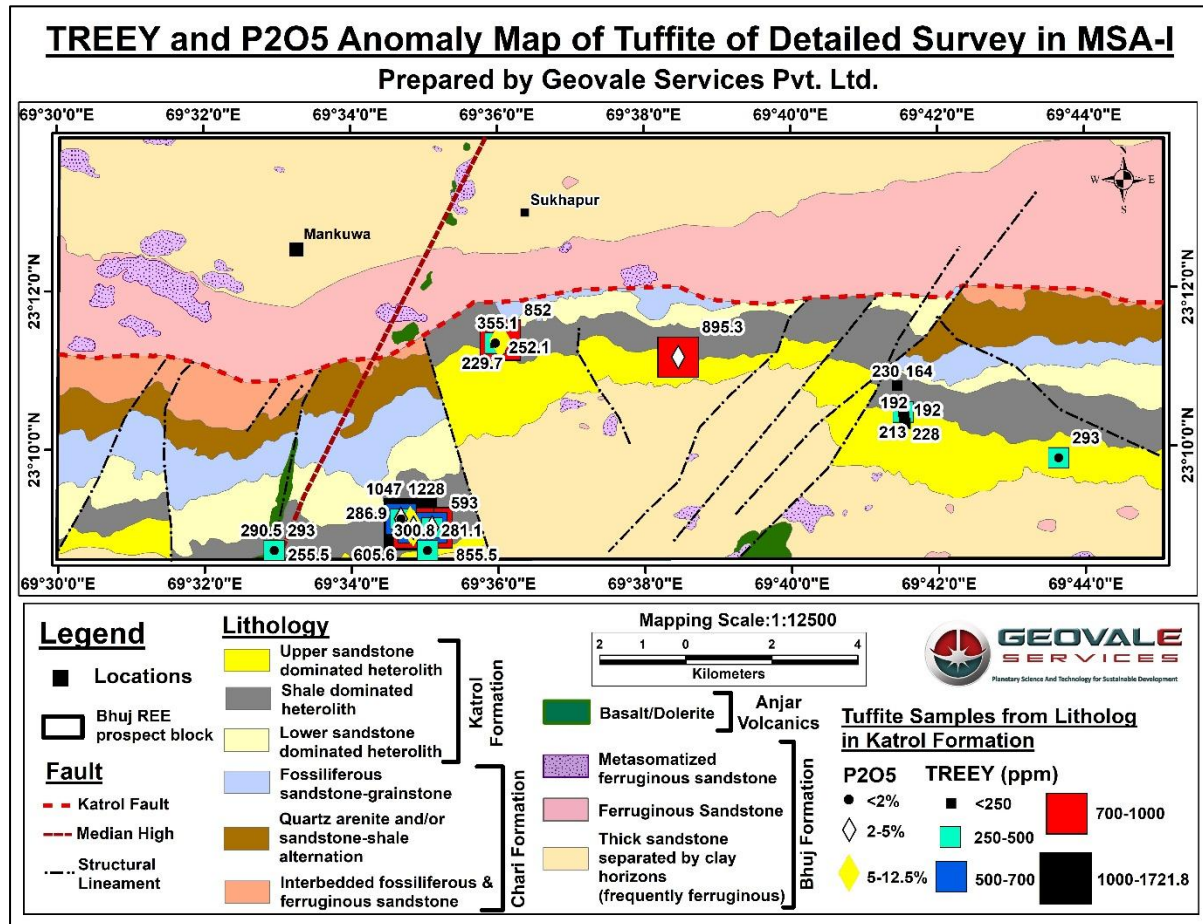 TREEY and P2O5 Anomaly Map of Tuffite of Detailed Survey in MSA-I
Prepared by Geovale Services Pvt. Ltd.
69°30'0"E 69°32'0"E 69°34'0"E 69°36'0"E 69°38'0"E 69°40'0"E 69°42'0"E 69°44'0"E
N
W E
S
Sukhapur
Mankuwa
23°12'0"N 23°12'0"N
852
355.1
895.3
252.1
229.7
230 164
192 192
213 228
293
23°10'0"N 23°10'0"N
1047 1228
593
286.9
300.8 281.1
290.5 293
255.5 605.6 855.5
69°30'0"E 69°32'0"E 69°34'0"E 69°36'0"E 69°38'0"E 69°40'0"E 69°42'0"E 69°44'0"E
Legend
Locations
Bhuj REE
prospect block
Fault
Katrol Fault
Median High
Structural
Lineament
Lithology
Upper sandstone
dominated heterolith
Shale dominated
heterolith
Lower sandstone
dominated heterolith
Katrol
Formation
Fossiliferous
sandstone-grainstone
Quartz arenite and/or
sandstone-shale
alternation
Interbedded fossiliferous &
ferruginous sandstone
Chari Formation
Mapping Scale:1:12500
2 1 0 2 4
Kilometers
Basalt/Dolerite
Anjar
Volcanics
Metasomatized
ferruginous sandstone
Ferruginous Sandstone
Thick sandstone
separated by clay
horizons
(frequently ferruginous)
Bhuj Formation
GEOVALE
SERVICES
Planetary Science And Technology for Sustainable Development
Tuffite Samples from Litholog
in Katrol Formation
P2O5
<2%
2-5%
5-12.5%
TREEY (ppm)
<250
250-500
500-700
700-1000
1000-1721.8